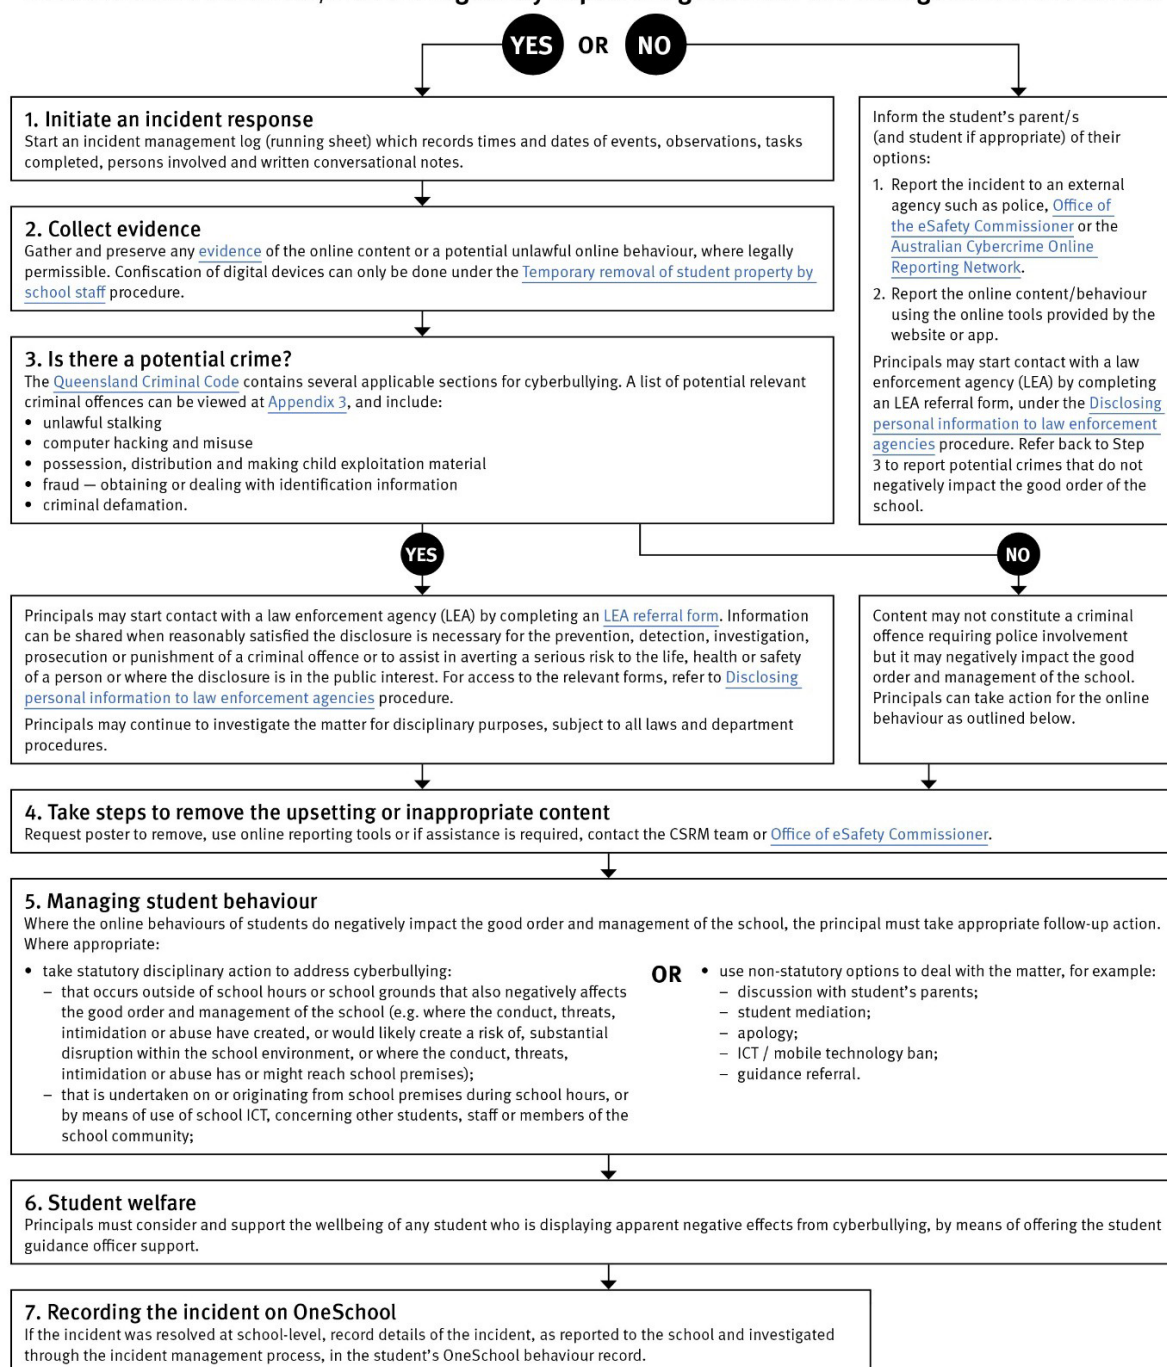 YES OR NO
1. Initiate an incident response
Start an incident management log (running sheet) which records times and dates of events, observations, tasks
completed, persons involved and written conversational notes.
2. Collect evidence
Gather and preserve any evidence of the online content or a potential unlawful online behaviour, where legally
permissible. Confiscation of digital devices can only be done under the Temporary removal of student property by
school staff procedure.
3. Is there a potential crime?
The Queensland Criminal Code contains several applicable sections for cyberbullying. A list of potential relevant
criminal offences can be viewed at Appendix 3, and include:
• unlawful stalking
• computer hacking and misuse
• possession, distribution and making child exploitation material
• fraud — obtaining or dealing with identification information
• criminal defamation.
Inform the student's parent/s
(and student if appropriate) of their
options:
1. Report the incident to an external
agency such as police, Office of
the eSafety Commissioner or the
Australian Cybercrime Online
Reporting Network.
2. Report the online content/behaviour
using the online tools provided by the
website or app.
Principals may start contact with a law
enforcement agency (LEA) by completing
an LEA referral form, under the Disclosing
personal information to law enforcement
agencies procedure. Refer back to Step
3 to report potential crimes that do not
negatively impact the good order of the
school.
YES
NO
Principals may start contact with a law enforcement agency (LEA) by completing an LEA referral form. Information
can be shared when reasonably satisfied the disclosure is necessary for the prevention, detection, investigation,
prosecution or punishment of a criminal offence or to assist in averting a serious risk to the life, health or safety
of a person or where the disclosure is in the public interest. For access to the relevant forms, refer to Disclosing
personal information to law enforcement agencies procedure.
Principals may continue to investigate the matter for disciplinary purposes, subject to all laws and department
procedures.
Content may not constitute a criminal
offence requiring police involvement
but it may negatively impact the good
order and management of the school.
Principals can take action for the online
behaviour as outlined below.
4. Take steps to remove the upsetting or inappropriate content
Request poster to remove, use online reporting tools or if assistance is required, contact the CSRM team or Office of eSafety Commissioner.
5. Managing student behaviour
Where the online behaviours of students do negatively impact the good order and management of the school, the principal must take appropriate follow-up action.
Where appropriate:
• take statutory disciplinary action to address cyberbullying:
– that occurs outside of school hours or school grounds that also negatively affects
the good order and management of the school (e.g. where the conduct, threats,
intimidation or abuse have created, or would likely create a risk of, substantial
disruption within the school environment, or where the conduct, threats,
intimidation or abuse has or might reach school premises);
– that is undertaken on or originating from school premises during school hours, or
by means of use of school ICT, concerning other students, staff or members of the
school community;
OR
• use non-statutory options to deal with the matter, for example:
– discussion with student's parents;
– student mediation;
– apology;
– ICT / mobile technology ban;
– guidance referral.
6. Student welfare
Principals must consider and support the wellbeing of any student who is displaying apparent negative effects from cyberbullying, by means of offering the student
guidance officer support.
7. Recording the incident on OneSchool
If the incident was resolved at school-level, record details of the incident, as reported to the school and investigated
through the incident management process, in the student's OneSchool behaviour record.